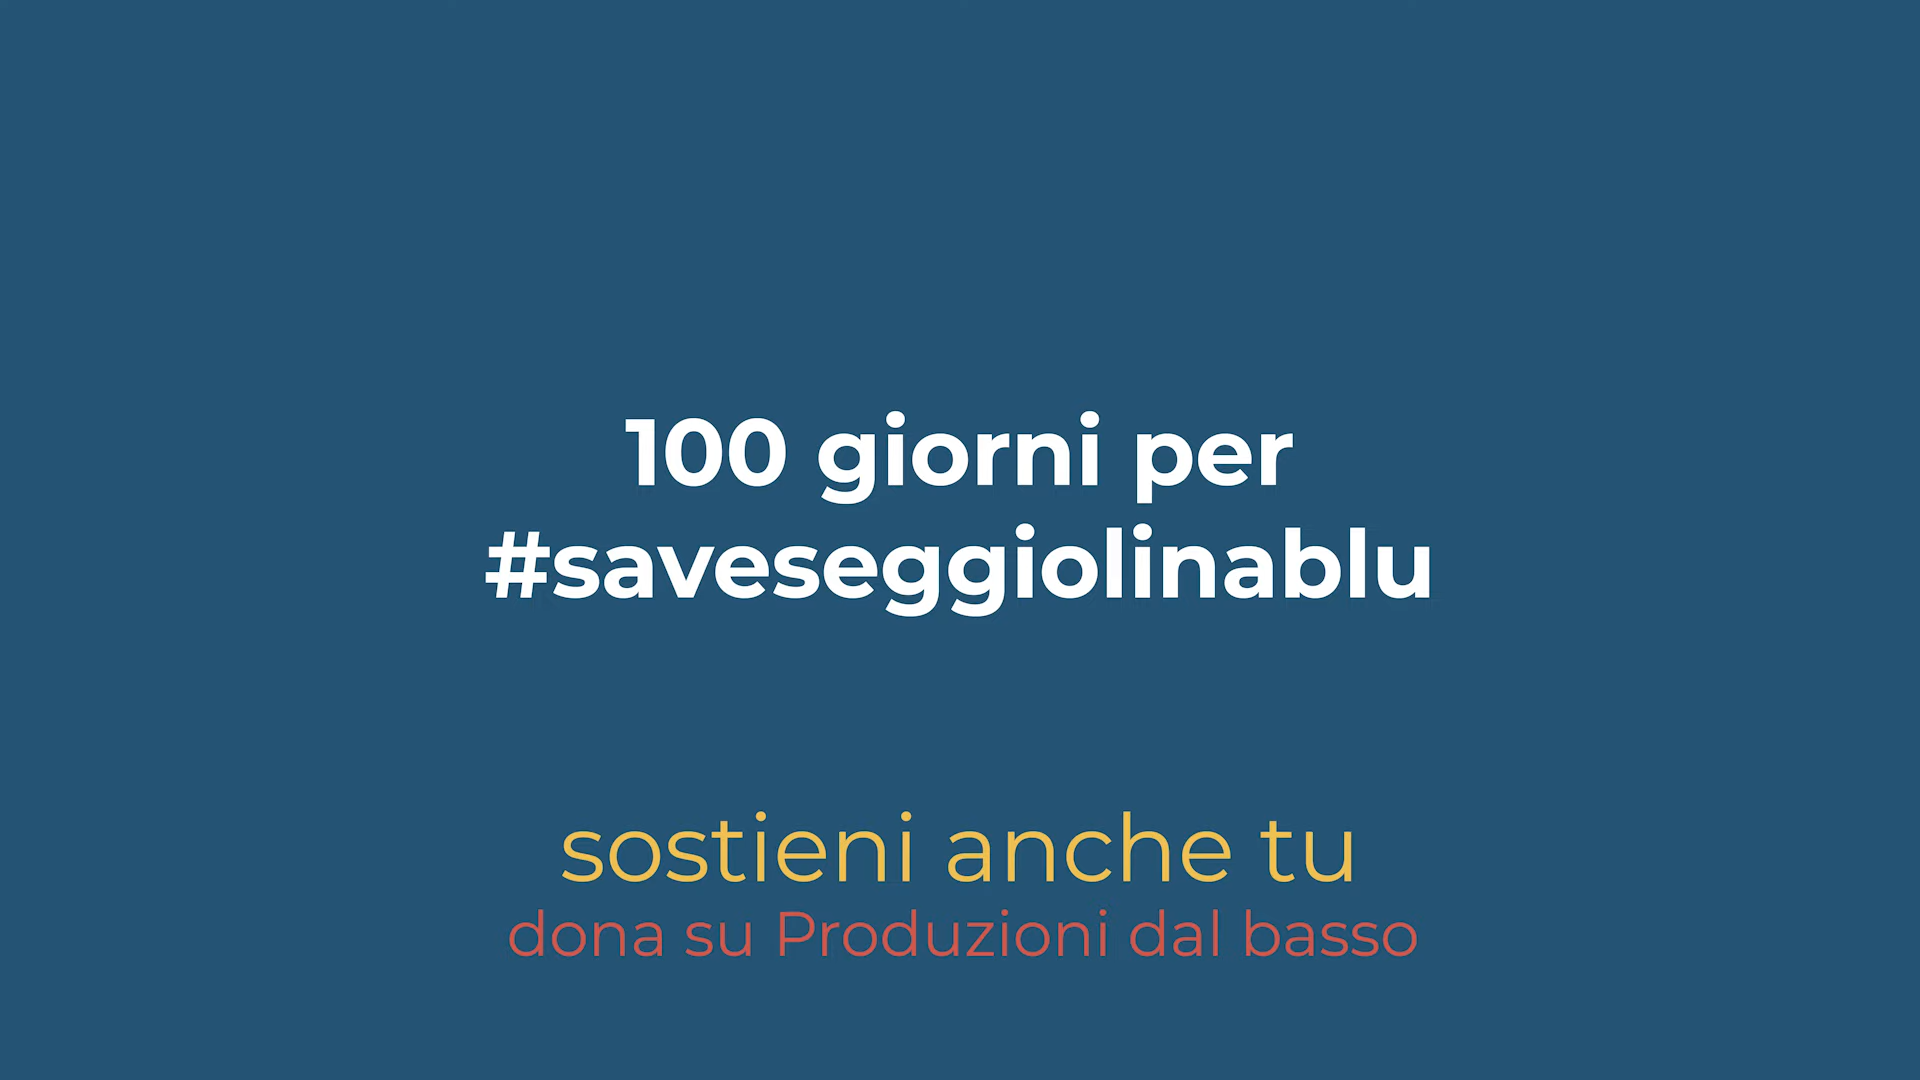 100 giorni per
#saveseggiolinablu
sostieni anche tu
dona su Produzioni dal basso